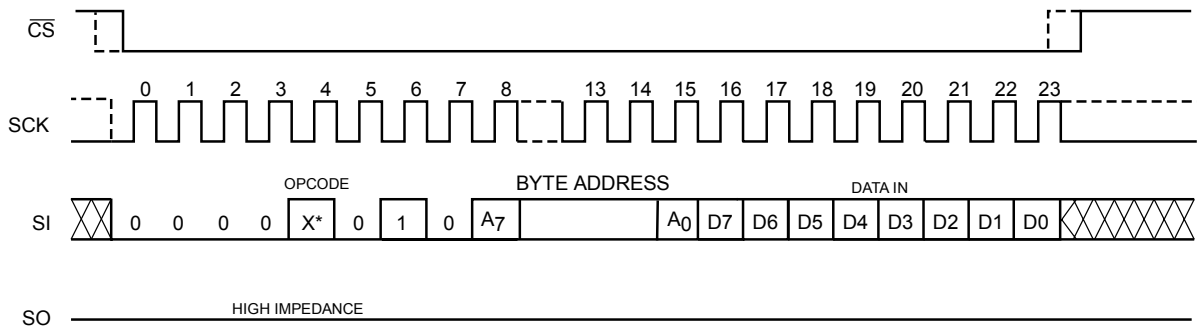 CS
0 1 2 3 4 5 6 7 8 13 14 15 16 17 18 19 20 21 22 23
SCK
OPCODE BYTE ADDRESS DATA IN
SI 0 0 0 0 X* 0 1 0 A7 A0 D7 D6 D5 D4 D3 D2 D1 D0
HIGH IMPEDANCE
SO